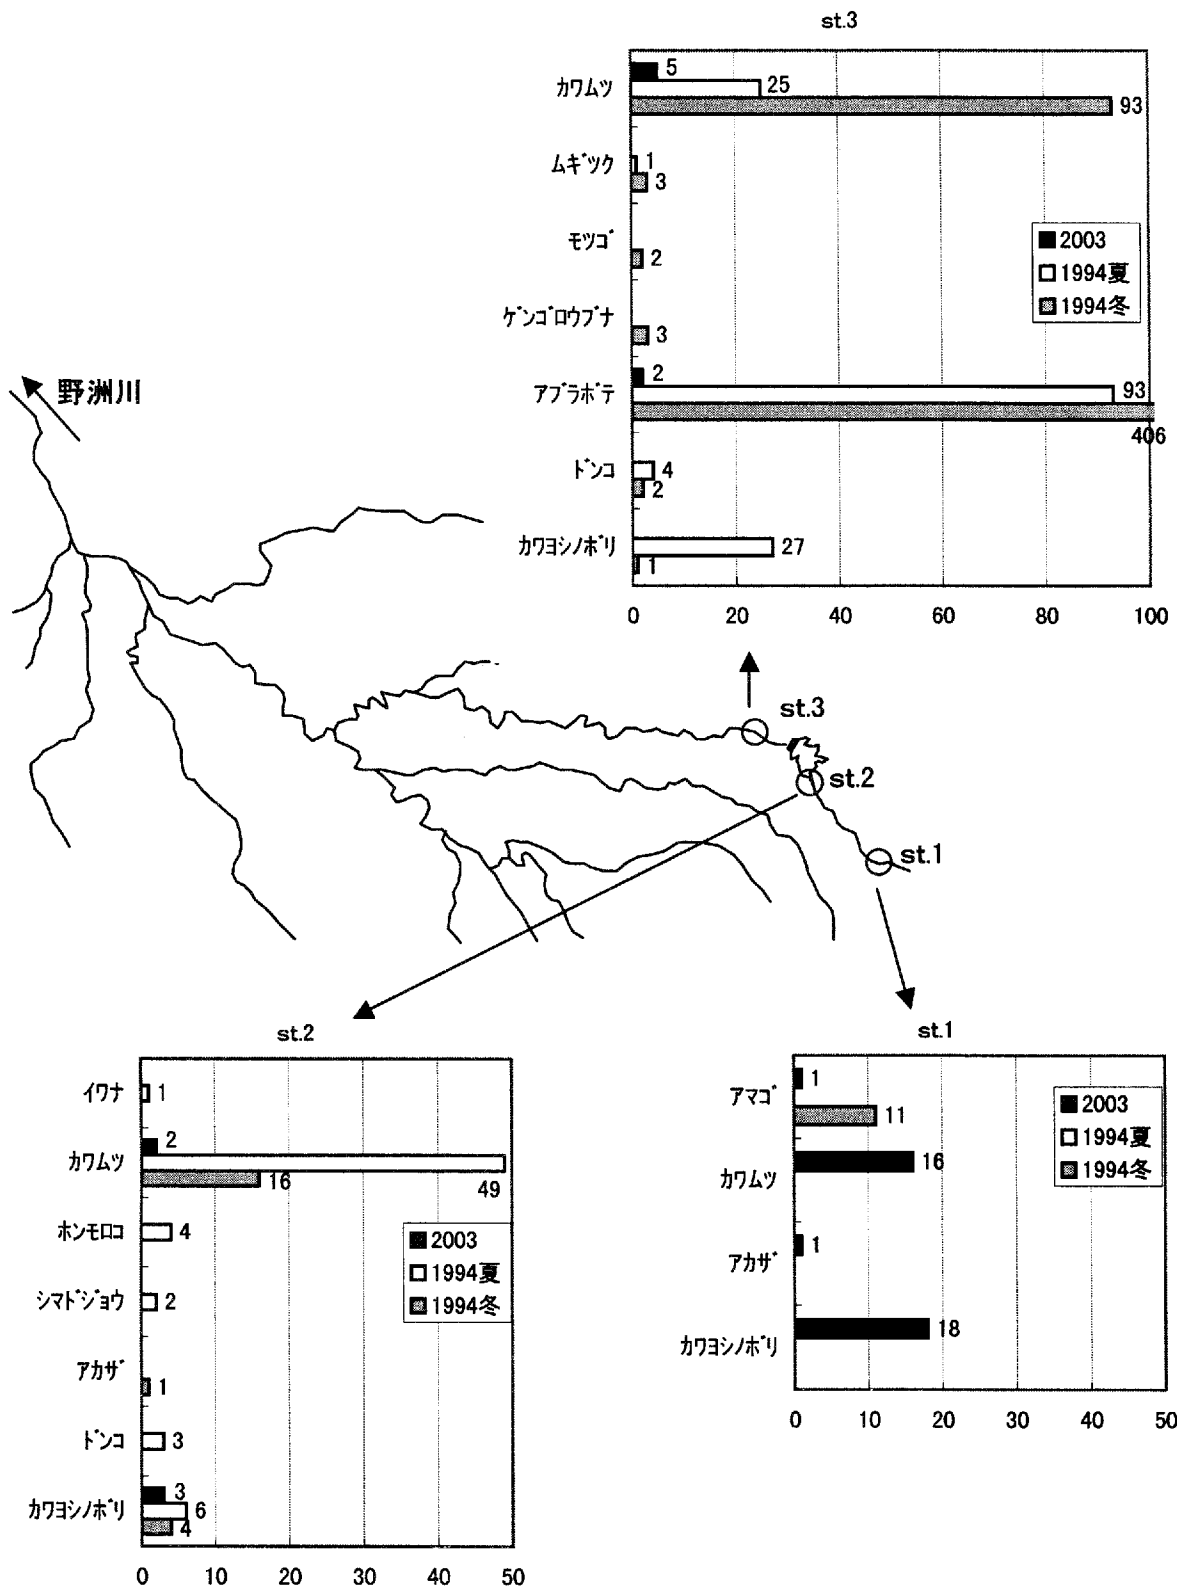 st.3
カワムツ
5
25
93
ムギツク
1
3
モツゴ
2
ゲンゴロウブナ
3
アブラボテ
2
93
406
ドンコ
4
2
カワヨシノボリ
27
1
2003
1994夏
1994冬
0 20 40 60 80 100
野洲川
st.3
st.2
st.1
st.2
イワナ
1
カワムツ
2
49
16
ホンモロコ
4
シマドジョウ
2
アカザ
1
ドンコ
3
カワヨシノボリ
3
6
4
2003
1994夏
1994冬
0 10 20 30 40 50
st.1
アマゴ
1
11
カワムツ
16
アカザ
1
カワヨシノボリ
18
2003
1994夏
1994冬
0 10 20 30 40 50